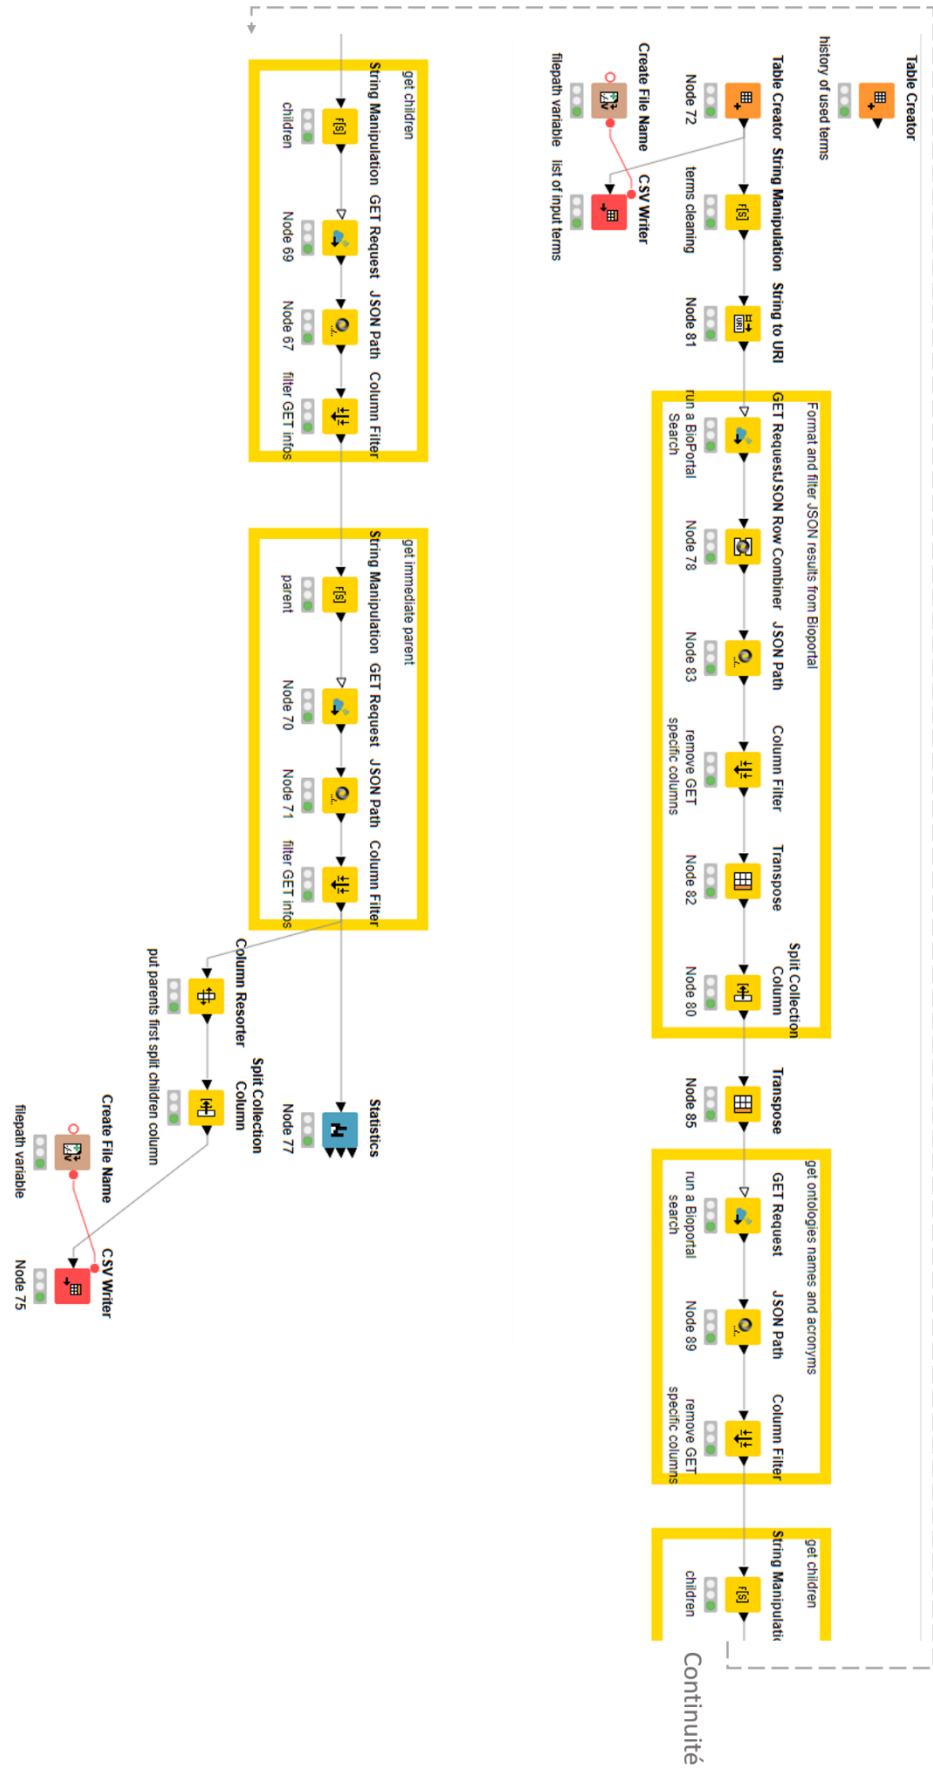 Table Creator
history of used terms
Table Creator
Node 72
String Manipulation
terms cleaning
String to URI
Node 81
Create File Name
filepath variable
CSV Writer
list of input terms
Format and filter JSON results from Bioportal
GET Request
run a BioPortal
Search
JSON Row Combiner
Node 78
JSON Path
Node 83
Column Filter
remove GET
specific columns
Transpose
Node 82
Split Collection
Column
Node 80
Transpose
Node 85
get ontologies names and acronyms
GET Request
run a Bioportal
search
JSON Path
Node 89
Column Filter
remove GET
specific columns
get children
String Manipulatic
children
Continuité
get children
String Manipulation
children
GET Request
Node 69
JSON Path
Node 67
Column Filter
filter GET infos
get immediate parent
String Manipulation
parent
GET Request
Node 70
JSON Path
Node 71
Column Filter
filter GET infos
Statistics
Node 77
Column Resorter
put parents first
Split Collection
Column
split children column
Create File Name
filepath variable
CSV Writer
Node 75